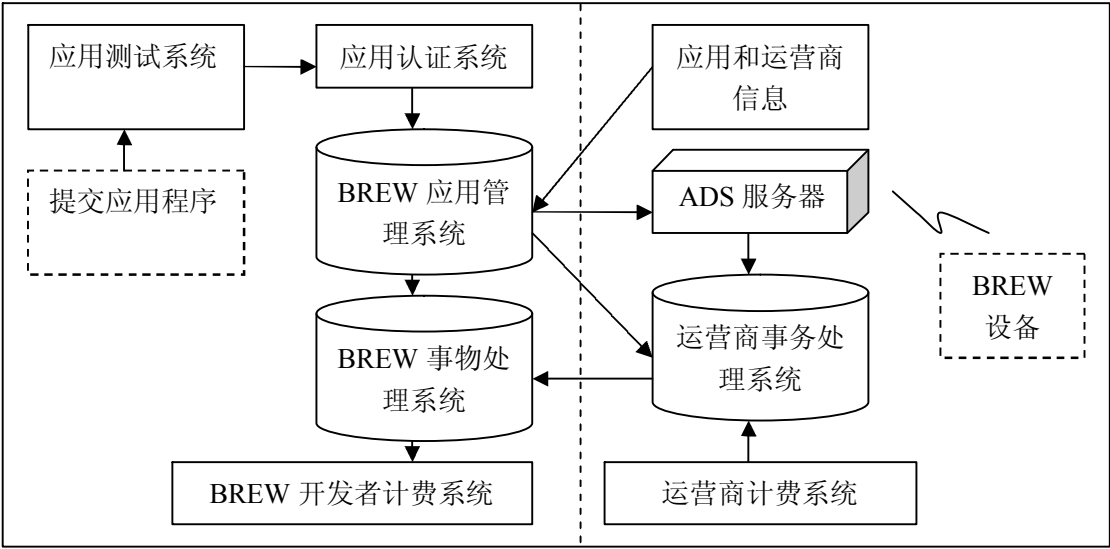 应用测试系统
应用认证系统
应用和运营商
信息
提交应用程序
BREW 应用管
理系统
ADS 服务器
BREW
设备
BREW 事物处
理系统
运营商事务处
理系统
BREW 开发者计费系统
运营商计费系统